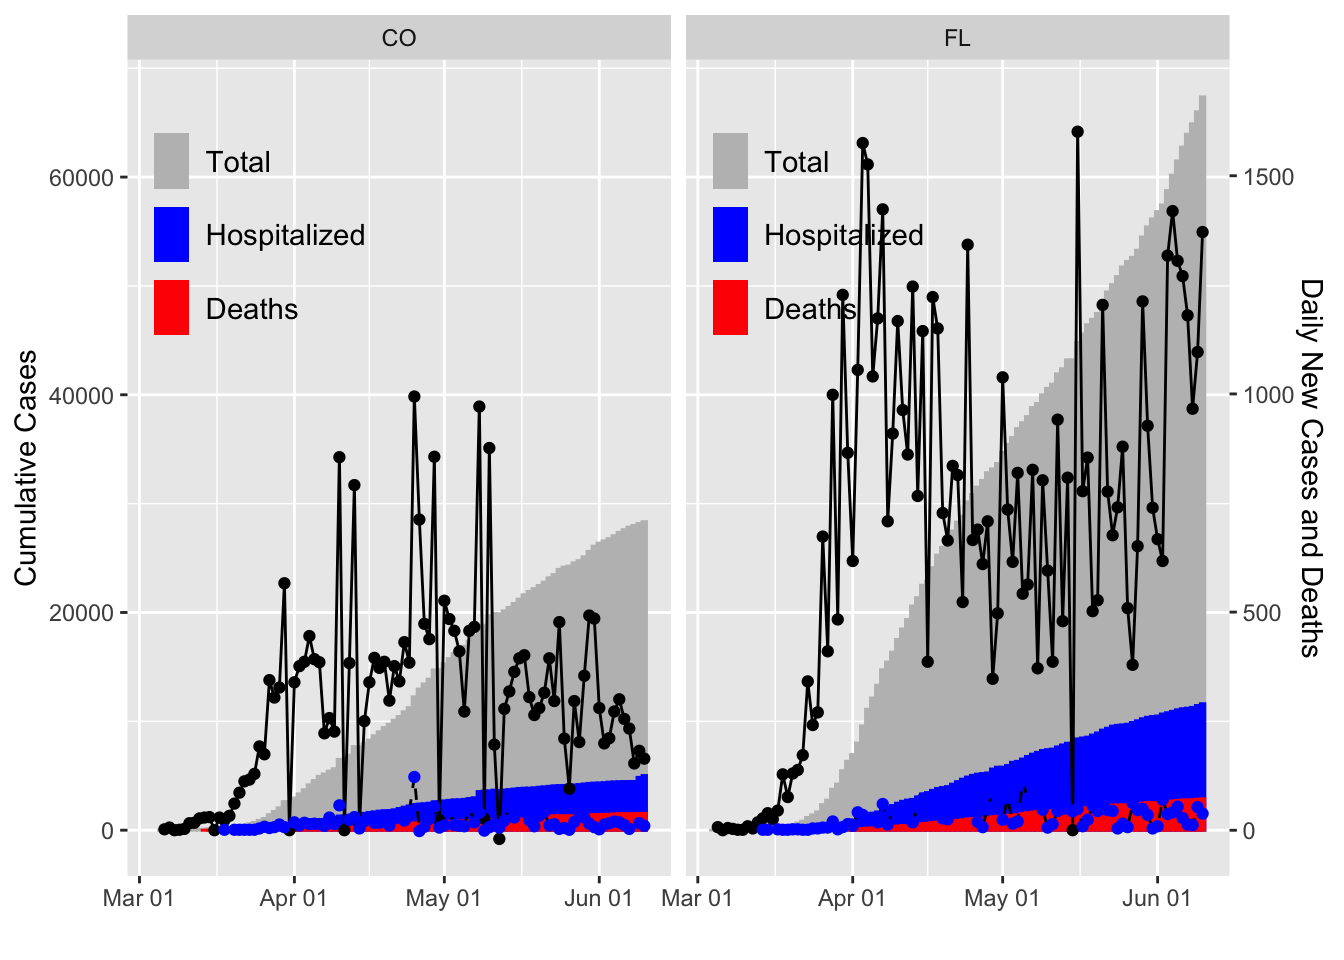 CO
FL
Total
Hospitalized
Deaths
Total
Hospitalized
Deaths
Cumulative Cases
60000
40000
20000
0
1500
1000
500
0
Daily New Cases and Deaths
Mar 01
Apr 01
May 01
Jun 01
Mar 01
Apr 01
May 01
Jun 01